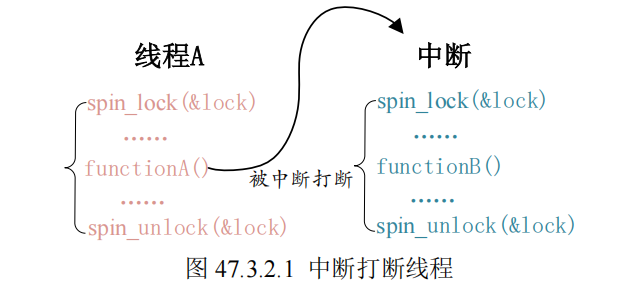 线程A
spin_lock(&lock)
......
functionA()
......
spin_unlock(&lock)
被中断打断
中断
spin_lock(&lock)
......
functionB()
......
spin_unlock(&lock)
图 47.3.2.1 中断打断线程